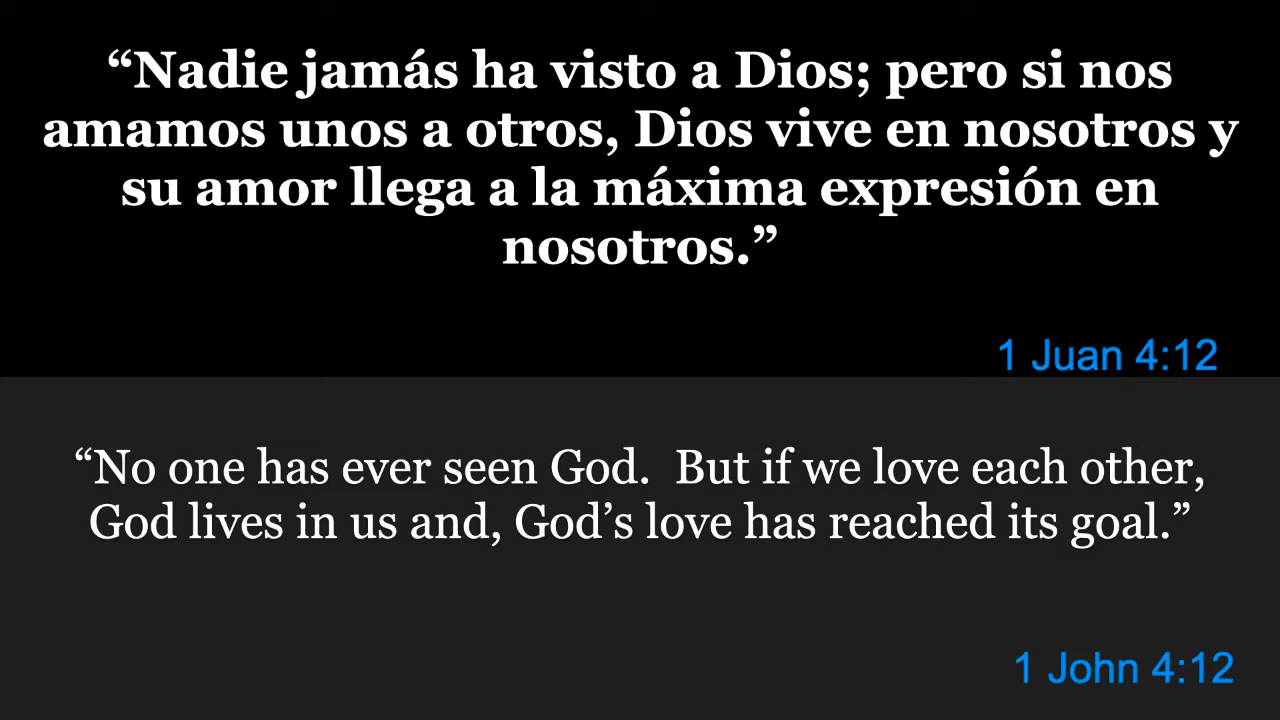 “Nadie jamás ha visto a Dios; pero si nos
amamos unos a otros, Dios vive en nosotros y
su amor llega a la máxima expresión en
nosotros.”
1 Juan 4:12
“No one has ever seen God.  But if we love each other,
God lives in us and, God’s love has reached its goal.”
1 John 4:12